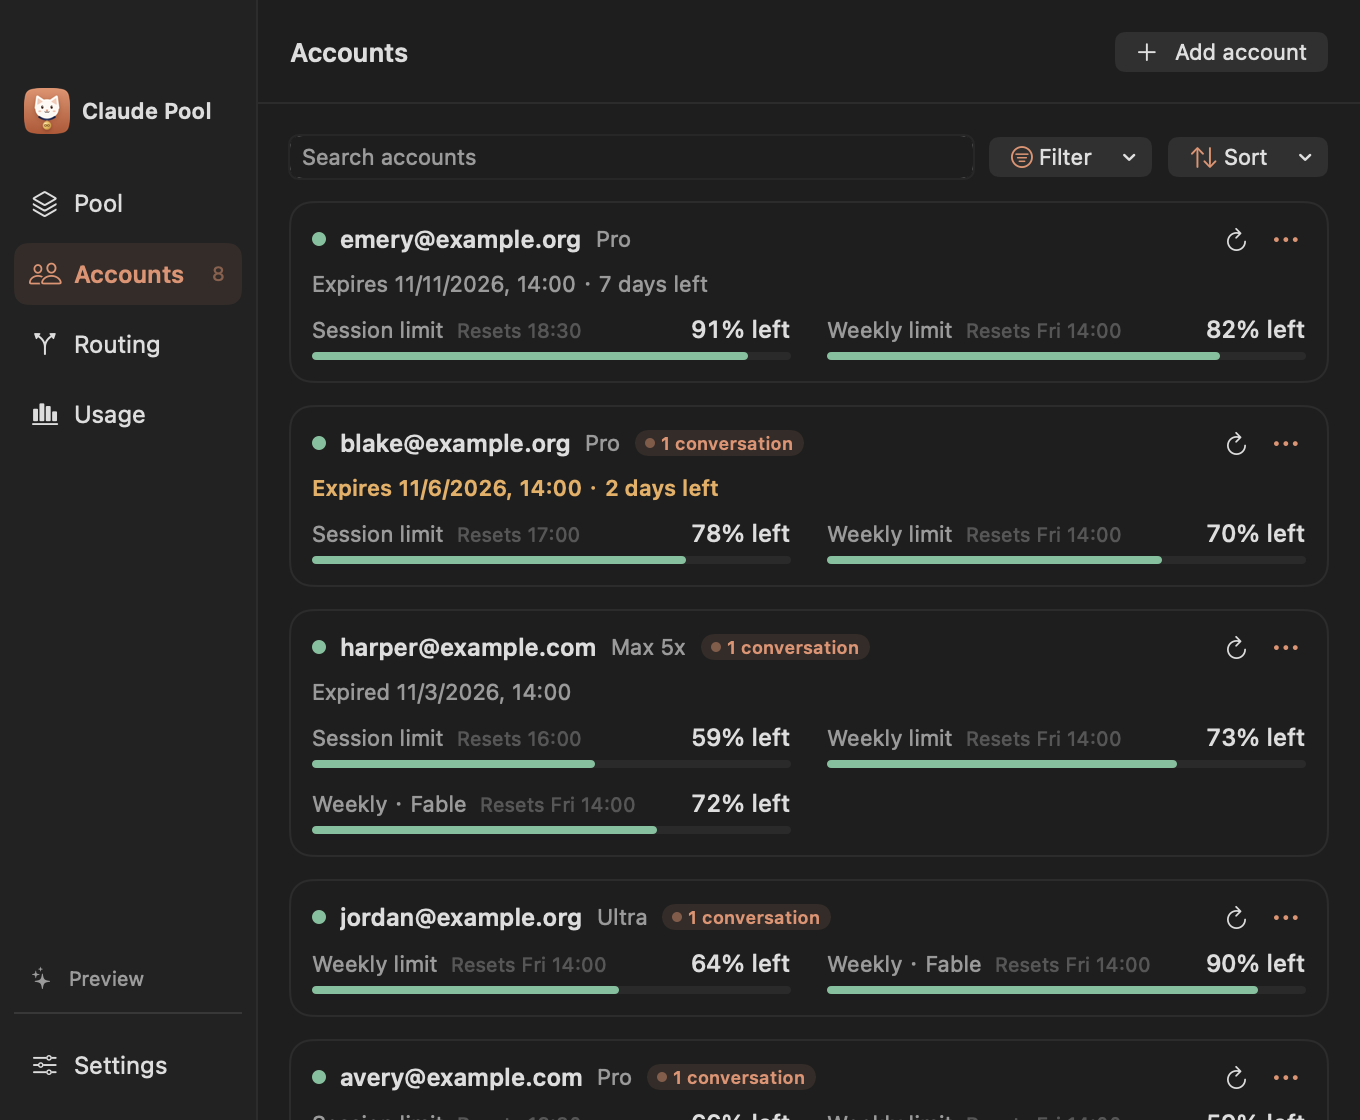 Claude Pool
Pool
Accounts 8
Routing
Usage
Preview
Settings
Accounts
Add account
Search accounts
Filter
Sort
emery@example.org Pro
Expires 11/11/2026, 14:00 · 7 days left
Session limit Resets 18:30 91% left
Weekly limit Resets Fri 14:00 82% left
blake@example.org Pro 1 conversation
Expires 11/6/2026, 14:00 · 2 days left
Session limit Resets 17:00 78% left
Weekly limit Resets Fri 14:00 70% left
harper@example.com Max 5x 1 conversation
Expired 11/3/2026, 14:00
Session limit Resets 16:00 59% left
Weekly limit Resets Fri 14:00 73% left
Weekly · Fable Resets Fri 14:00 72% left
jordan@example.org Ultra 1 conversation
Weekly limit Resets Fri 14:00 64% left
Weekly · Fable Resets Fri 14:00 90% left
avery@example.com Pro 1 conversation